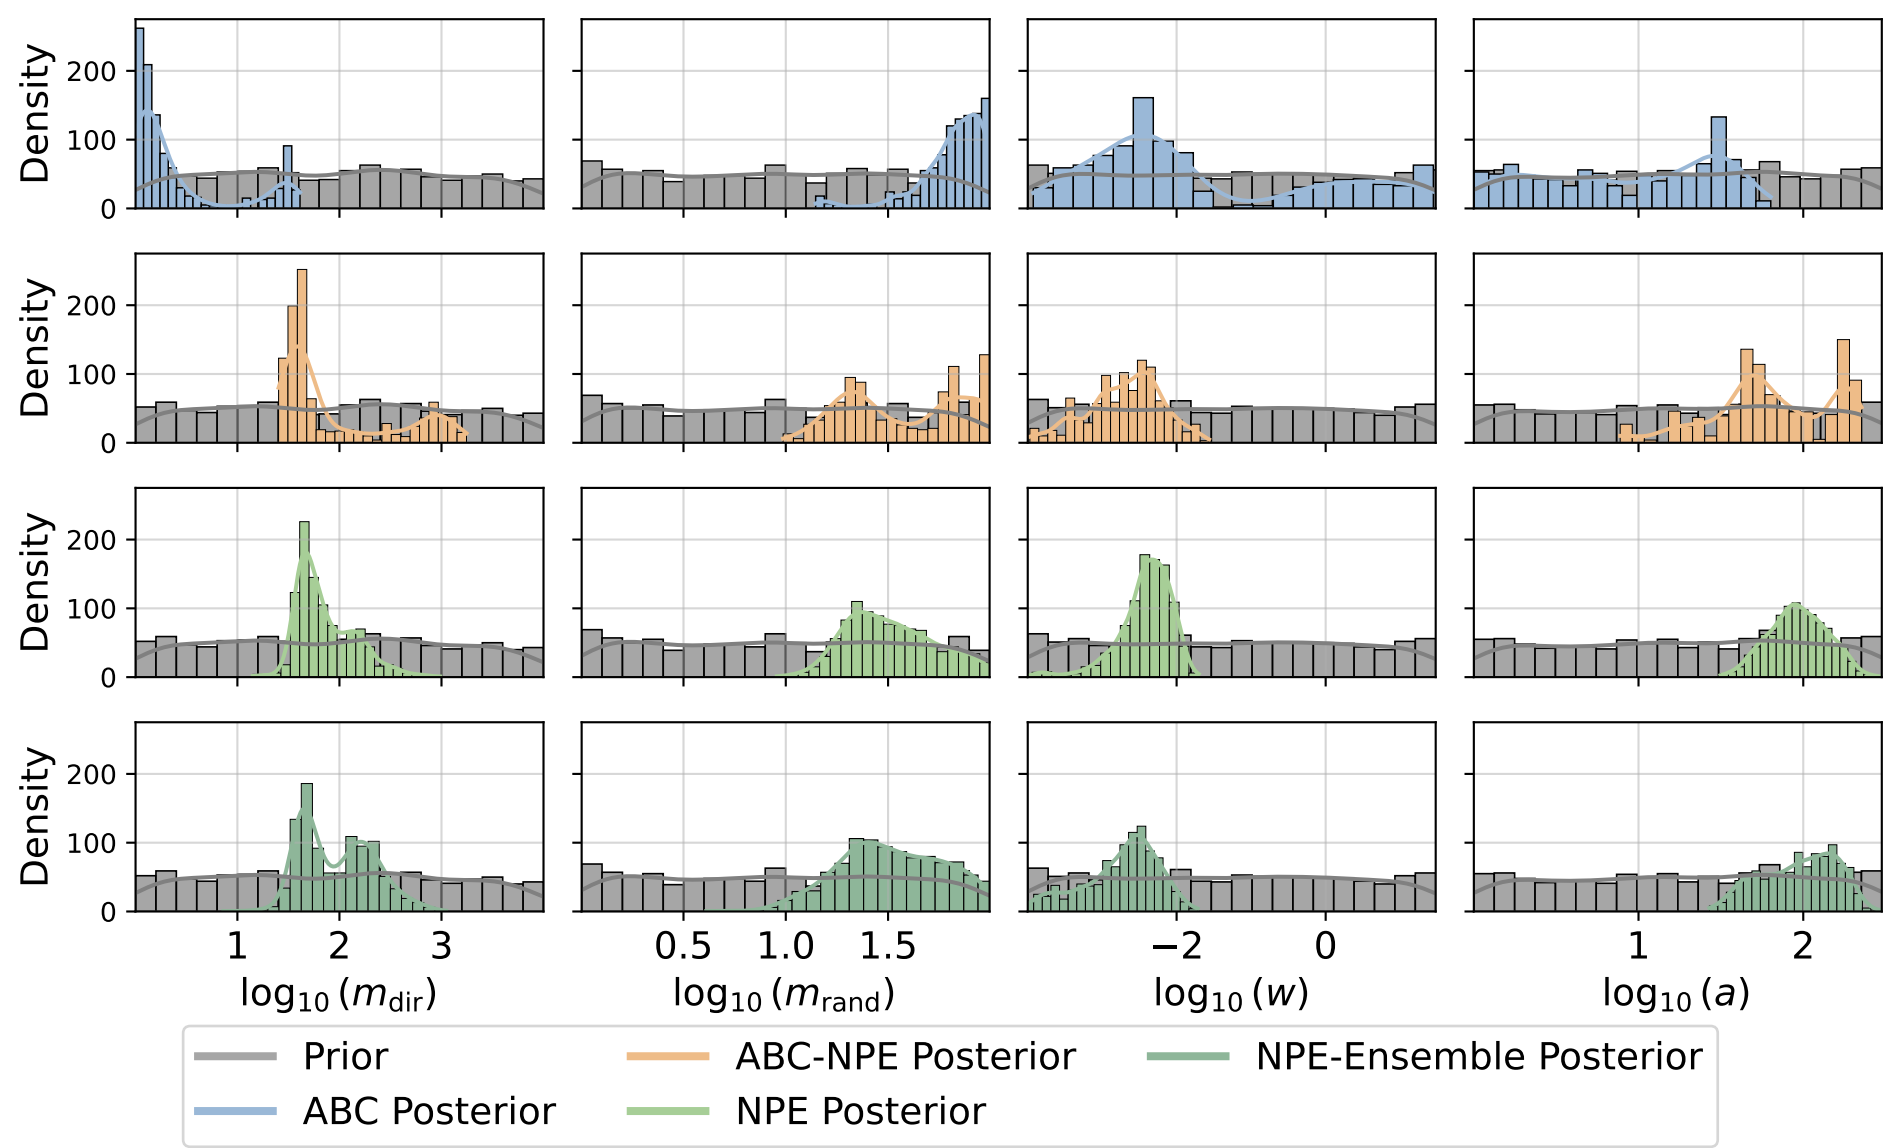 Density
200
100
0
Density
200
100
0
Density
200
100
0
Density
200
100
0
1 2 3
0.5 1.0 1.5
−2 0
1 2
log₁₀ (m_dir)
log₁₀ (m_rand)
log₁₀ (w)
log₁₀ (a)
Prior
ABC Posterior
ABC-NPE Posterior
NPE Posterior
NPE-Ensemble Posterior